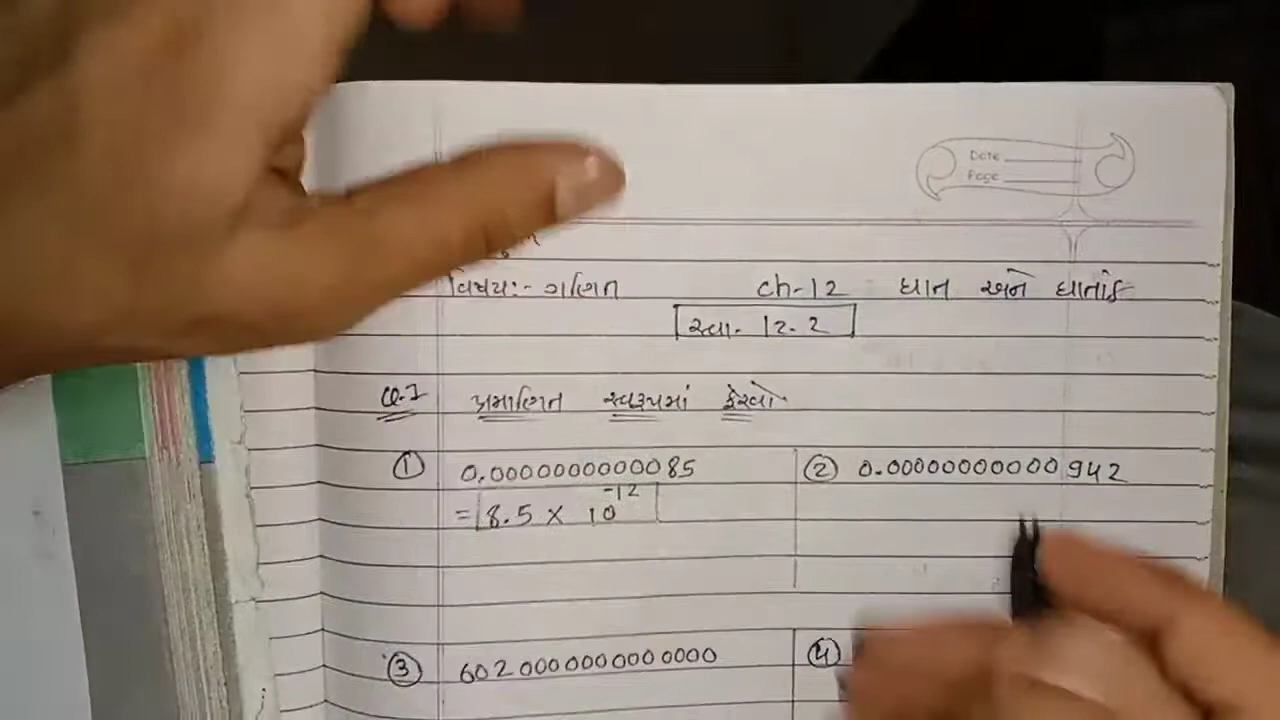 વિષય:- ગણિત ch-12 ઘાત અને ઘાતાંક
સ્વા. 12.2
Date
Page
Q.1 પ્રમાણિત સ્વરૂપમાં ફેરવો.
① 0.0000000000085 ② 0.00000000000942
= 8.5 × 10⁻¹²
③ 6020000000000000 ④